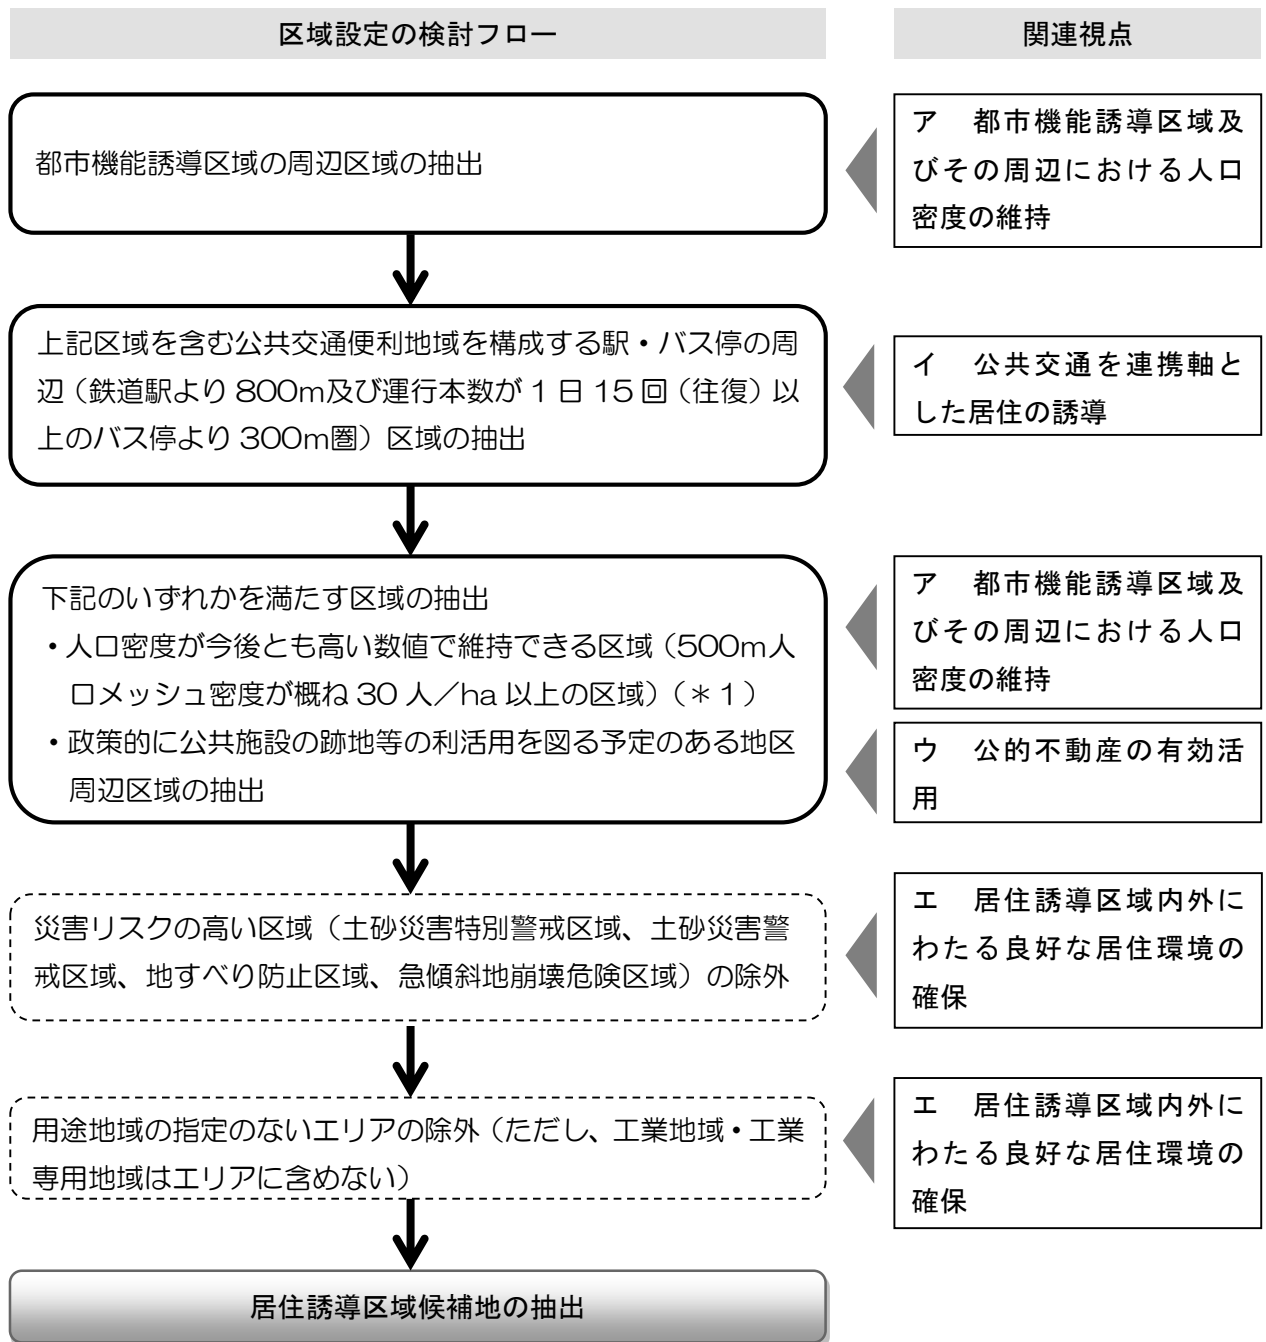 区域設定の検討フロー
関連視点
都市機能誘導区域の周辺区域の抽出
ア　都市機能誘導区域及
びその周辺における人口
密度の維持
上記区域を含む公共交通便利地域を構成する駅・バス停の周
辺（鉄道駅より 800m及び運行本数が 1 日 15 回（往復）以
上のバス停より 300m圏）区域の抽出
イ　公共交通を連携軸と
した居住の誘導
下記のいずれかを満たす区域の抽出
・人口密度が今後とも高い数値で維持できる区域（500m人
口メッシュ密度が概ね 30 人／ha 以上の区域）（＊1）
・政策的に公共施設の跡地等の利活用を図る予定のある地区
周辺区域の抽出
ア　都市機能誘導区域及
びその周辺における人口
密度の維持
ウ　公的不動産の有効活
用
災害リスクの高い区域（土砂災害特別警戒区域、土砂災害警
戒区域、地すべり防止区域、急傾斜地崩壊危険区域）の除外
エ　居住誘導区域内外に
わたる良好な居住環境の
確保
用途地域の指定のないエリアの除外（ただし、工業地域・工業
専用地域はエリアに含めない）
エ　居住誘導区域内外に
わたる良好な居住環境の
確保
居住誘導区域候補地の抽出